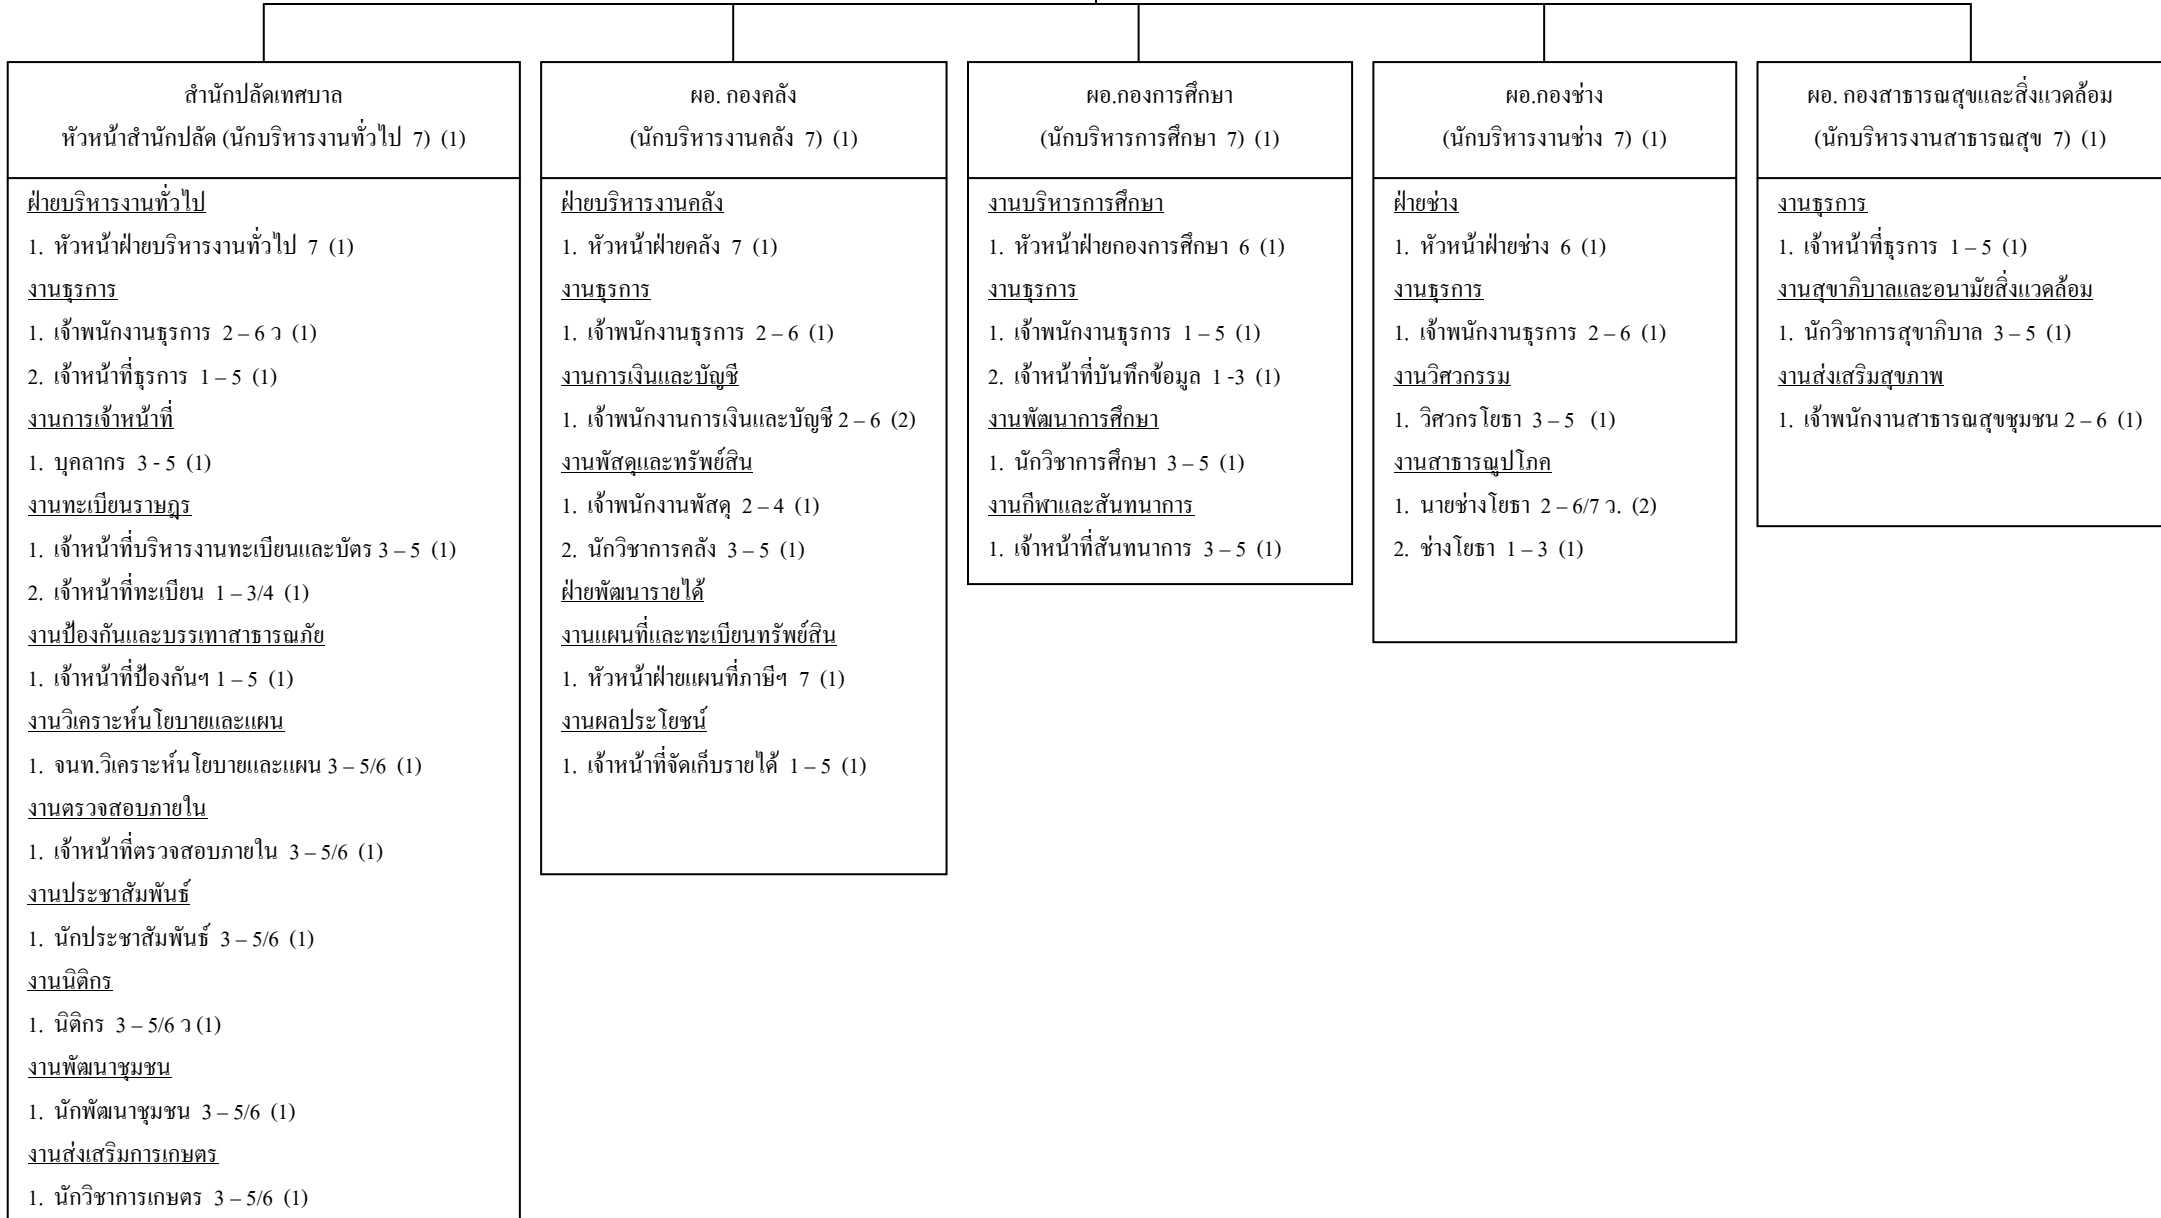 สำนักปลัดเทศบาล
หัวหน้าสำนักปลัด (นักบริหารงานทั่วไป 7) (1)
ฝ่ายบริหารงานทั่วไป
1. หัวหน้าฝ่ายบริหารงานทั่วไป 7 (1)
งานธุรการ
1. เจ้าพนักงานธุรการ 2 – 6 ว (1)
2. เจ้าหน้าที่ธุรการ 1 – 5 (1)
งานการเจ้าหน้าที่
1. บุคลากร 3 - 5 (1)
งานทะเบียนราษฎร
1. เจ้าหน้าที่บริหารงานทะเบียนและบัตร 3 – 5 (1)
2. เจ้าหน้าที่ทะเบียน 1 – 3/4 (1)
งานป้องกันและบรรเทาสาธารณภัย
1. เจ้าหน้าที่ป้องกันฯ 1 – 5 (1)
งานวิเคราะห์นโยบายและแผน
1. จนท.วิเคราะห์นโยบายและแผน 3 – 5/6 (1)
งานตรวจสอบภายใน
1. เจ้าหน้าที่ตรวจสอบภายใน 3 – 5/6 (1)
งานประชาสัมพันธ์
1. นักประชาสัมพันธ์ 3 – 5/6 (1)
งานนิติกร
1. นิติกร 3 – 5/6 ว (1)
งานพัฒนาชุมชน
1. นักพัฒนาชุมชน 3 – 5/6 (1)
งานส่งเสริมการเกษตร
1. นักวิชาการเกษตร 3 – 5/6 (1)
ผอ. กองคลัง
(นักบริหารงานคลัง 7) (1)
ฝ่ายบริหารงานคลัง
1. หัวหน้าฝ่ายคลัง 7 (1)
งานธุรการ
1. เจ้าพนักงานธุรการ 2 – 6 (1)
งานการเงินและบัญชี
1. เจ้าพนักงานการเงินและบัญชี 2 – 6 (2)
งานพัสดุและทรัพย์สิน
1. เจ้าพนักงานพัสดุ 2 – 4 (1)
2. นักวิชาการคลัง 3 – 5 (1)
ฝ่ายพัฒนารายได้
งานแผนที่และทะเบียนทรัพย์สิน
1. หัวหน้าฝ่ายแผนที่ภาษีฯ 7 (1)
งานผลประโยชน์
1. เจ้าหน้าที่จัดเก็บรายได้ 1 – 5 (1)
ผอ.กองการศึกษา
(นักบริหารการศึกษา 7) (1)
งานบริหารการศึกษา
1. หัวหน้าฝ่ายกองการศึกษา 6 (1)
งานธุรการ
1. เจ้าพนักงานธุรการ 1 – 5 (1)
2. เจ้าหน้าที่บันทึกข้อมูล 1 -3 (1)
งานพัฒนาการศึกษา
1. นักวิชาการศึกษา 3 – 5 (1)
งานกีฬาและสันทนาการ
1. เจ้าหน้าที่สันทนาการ 3 – 5 (1)
ผอ.กองช่าง
(นักบริหารงานช่าง 7) (1)
ฝ่ายช่าง
1. หัวหน้าฝ่ายช่าง 6 (1)
งานธุรการ
1. เจ้าพนักงานธุรการ 2 – 6 (1)
งานวิศวกรรม
1. วิศวกรโยธา 3 – 5 (1)
งานสาธารณูปโภค
1. นายช่างโยธา 2 – 6/7 ว. (2)
2. ช่างโยธา 1 – 3 (1)
ผอ. กองสาธารณสุขและสิ่งแวดล้อม
(นักบริหารงานสาธารณสุข 7) (1)
งานธุรการ
1. เจ้าหน้าที่ธุรการ 1 – 5 (1)
งานสุขาภิบาลและอนามัยสิ่งแวดล้อม
1. นักวิชาการสุขาภิบาล 3 – 5 (1)
งานส่งเสริมสุขภาพ
1. เจ้าพนักงานสาธารณสุขชุมชน 2 – 6 (1)